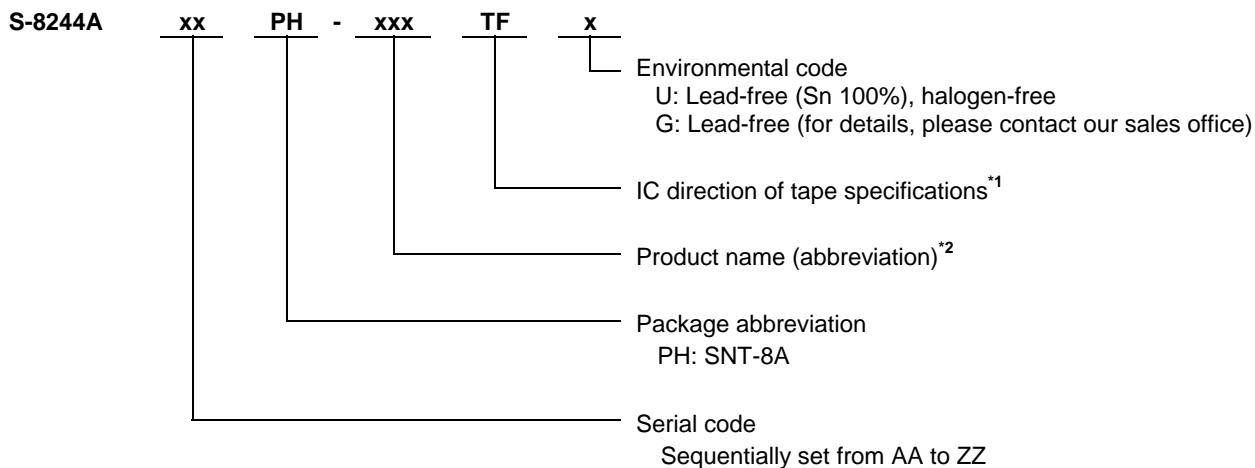 S-8244A xx PH - xxx TF x
Environmental code
U: Lead-free (Sn 100%), halogen-free
G: Lead-free (for details, please contact our sales office)
IC direction of tape specifications*1
Product name (abbreviation)*2
Package abbreviation
PH: SNT-8A
Serial code
Sequentially set from AA to ZZ